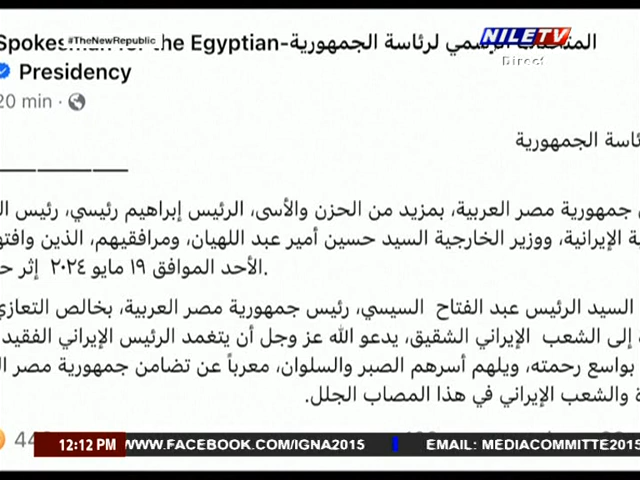 #TheNewRepublic
NILE TV
Direct
Spokesman for the Egyptian-المتحدث الرسمي لرئاسة الجمهورية
Presidency
20 min
الجمهورية
جمهورية مصر العربية، بمزيد من الحزن والأسى، الرئيس إبراهيم رئيسي، رئيس
الإيرانية، ووزير الخارجية السيد حسين أمير عبد اللهيان، ومرافقيهم، الذين
الأحد الموافق ١٩ مايو ٢٠٢٤ إثر
السيد الرئيس عبد الفتاح السيسي، رئيس جمهورية مصر العربية، بخالص التعازي
إلى الشعب الإيراني الشقيق، يدعو الله عز وجل أن يتغمد الرئيس الإيراني الفقيد
بواسع رحمته، ويلهم أسرهم الصبر والسلوان، معرباً عن تضامن جمهورية مصر
والشعب الإيراني في هذا المصاب الجلل.
12:12 PM WWW.FACEBOOK.COM/IGNA2015 EMAIL: MEDIACOMMITTE2015